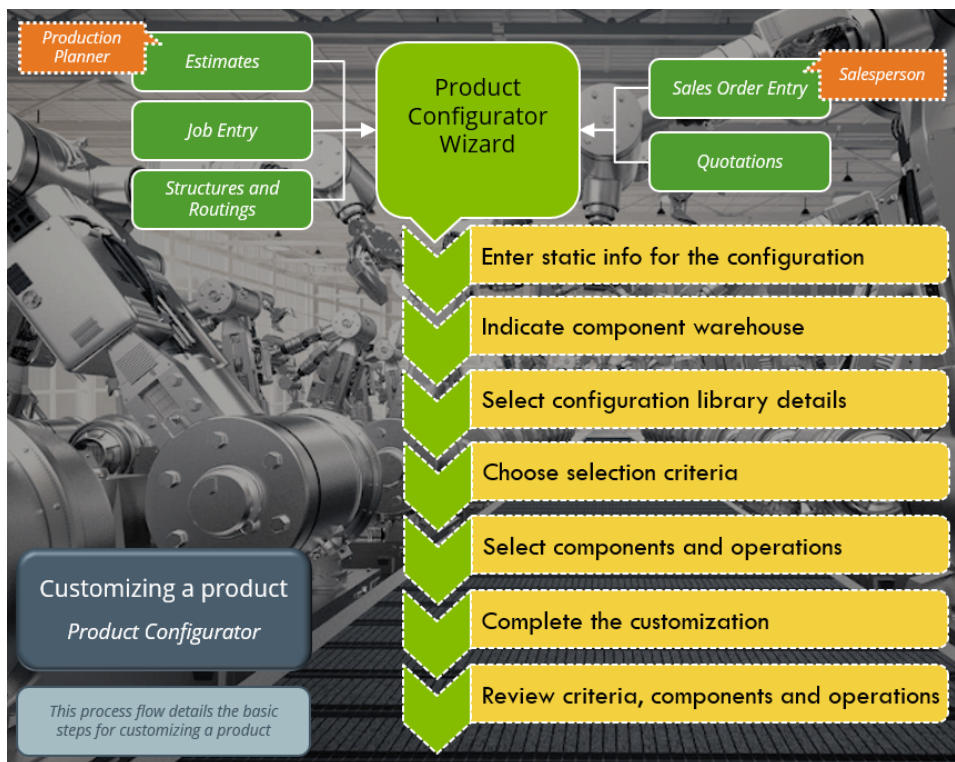 Production
Planner
Estimates
Job Entry
Structures and
Routings
Product
Configurator
Wizard
Sales Order Entry
Salesperson
Quotations
Enter static info for the configuration
Indicate component warehouse
Select configuration library details
Choose selection criteria
Select components and operations
Complete the customization
Review criteria, components and operations
Customizing a product
Product Configurator
This process flow details the basic
steps for customizing a product